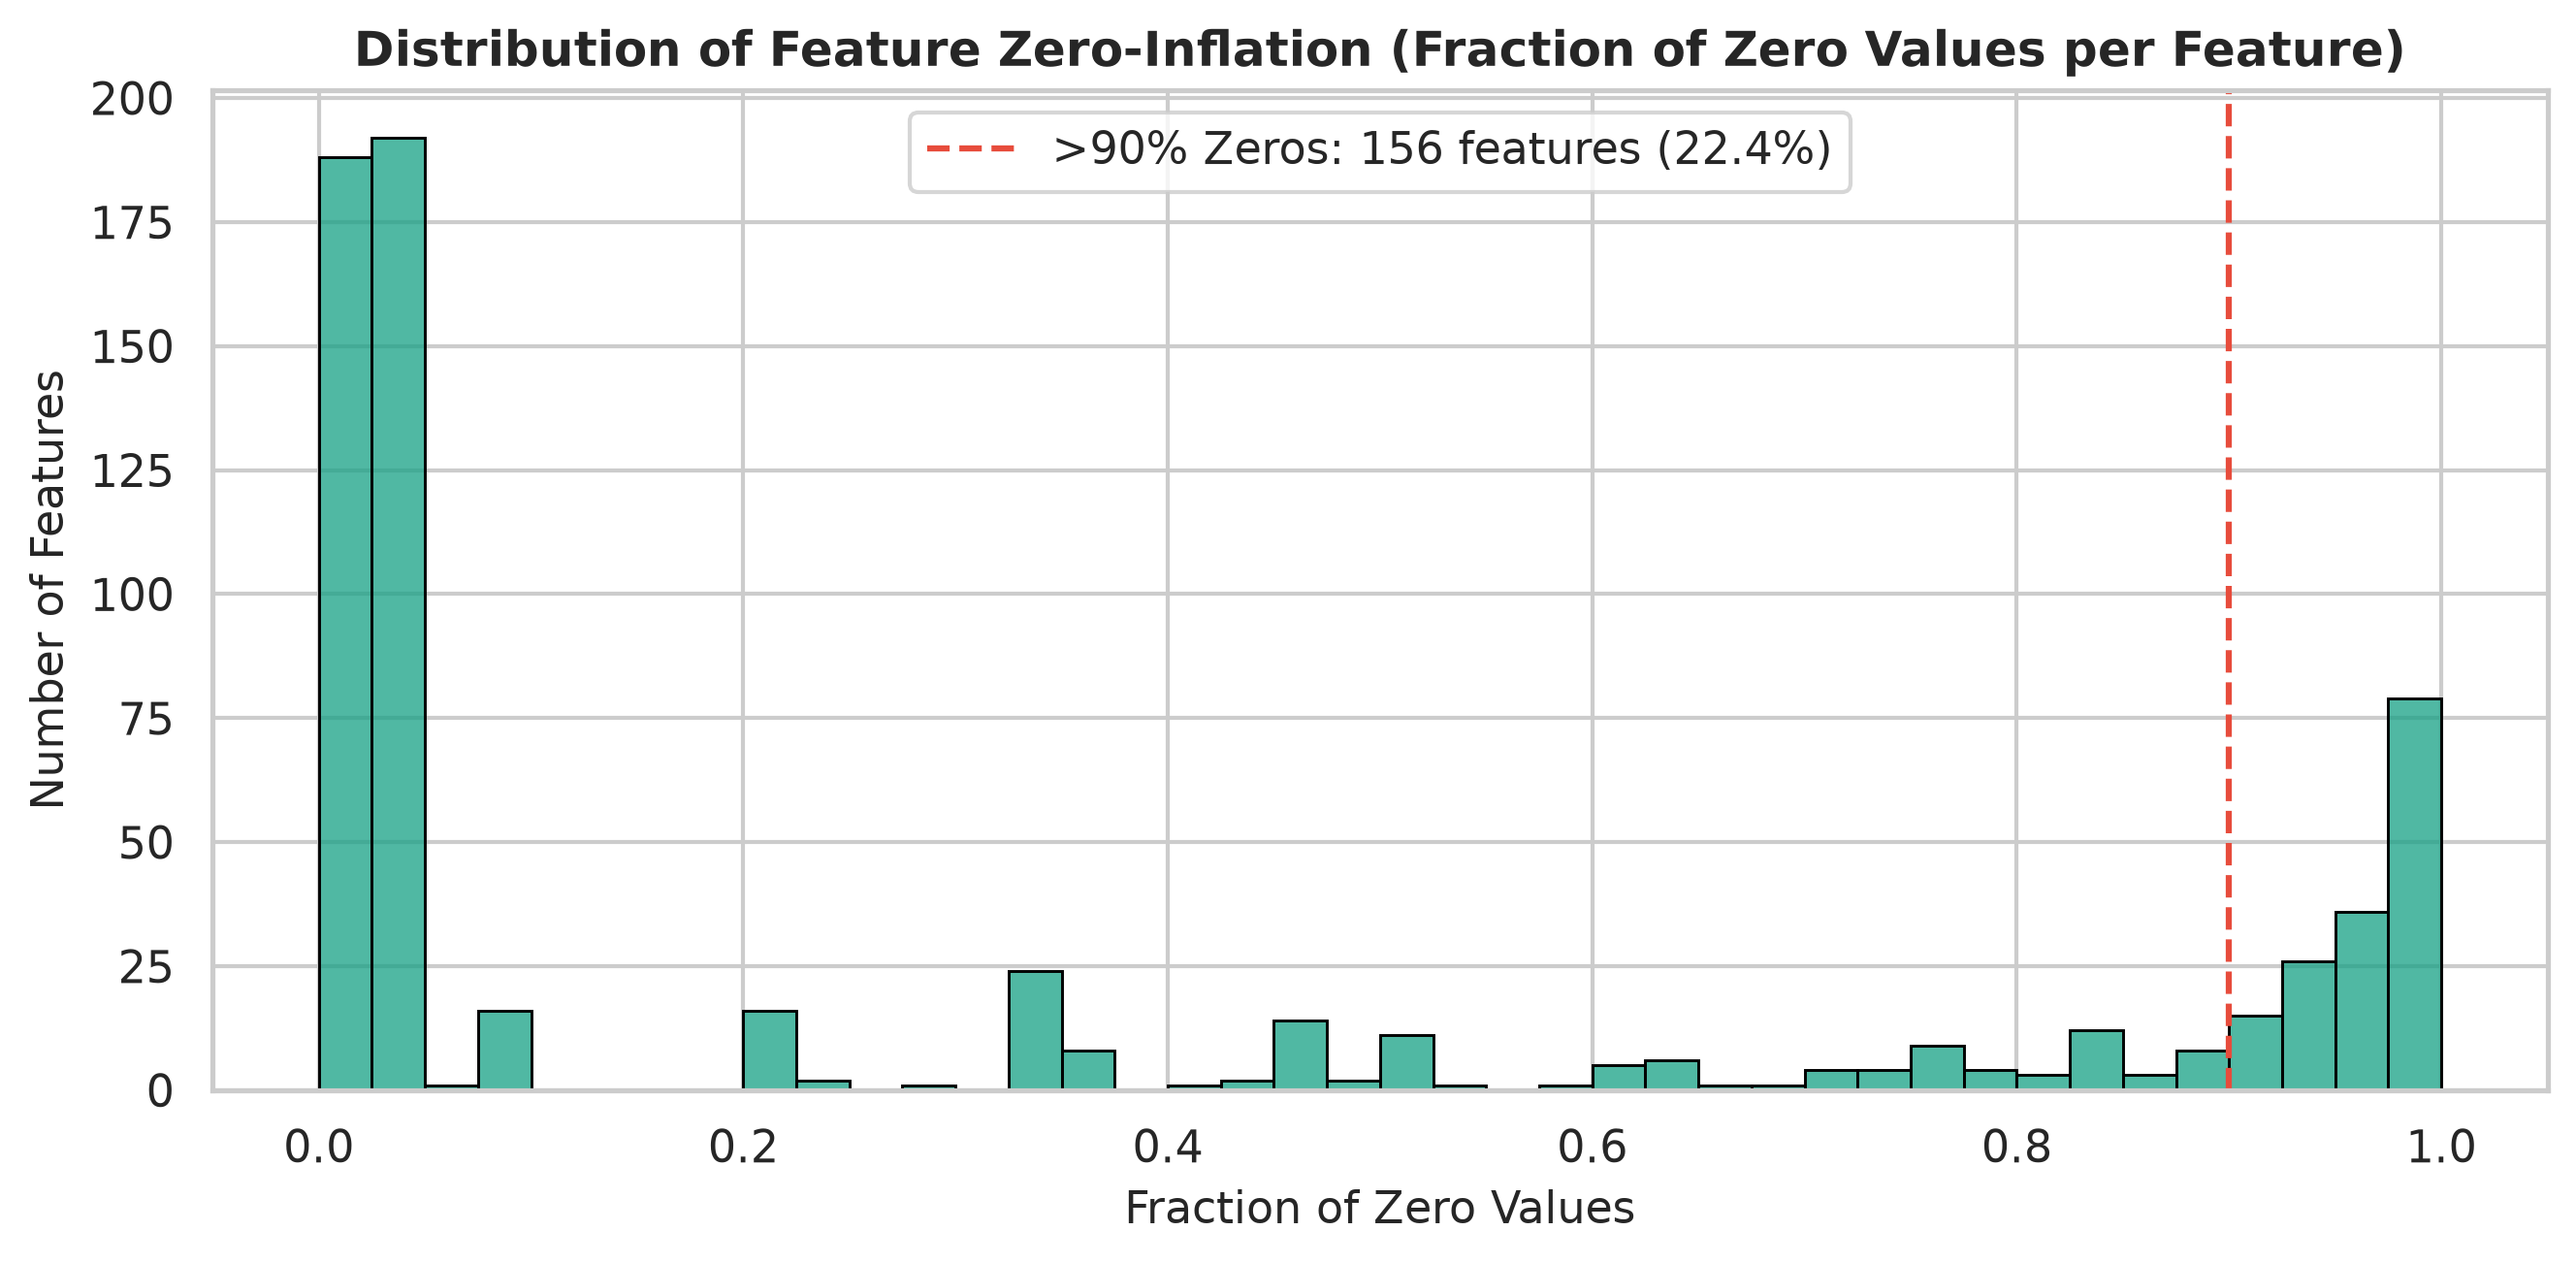 Distribution of Feature Zero-Inflation (Fraction of Zero Values per Feature)
>90% Zeros: 156 features (22.4%)
Number of Features
200
175
150
125
100
75
50
25
0
0.0 0.2 0.4 0.6 0.8 1.0
Fraction of Zero Values